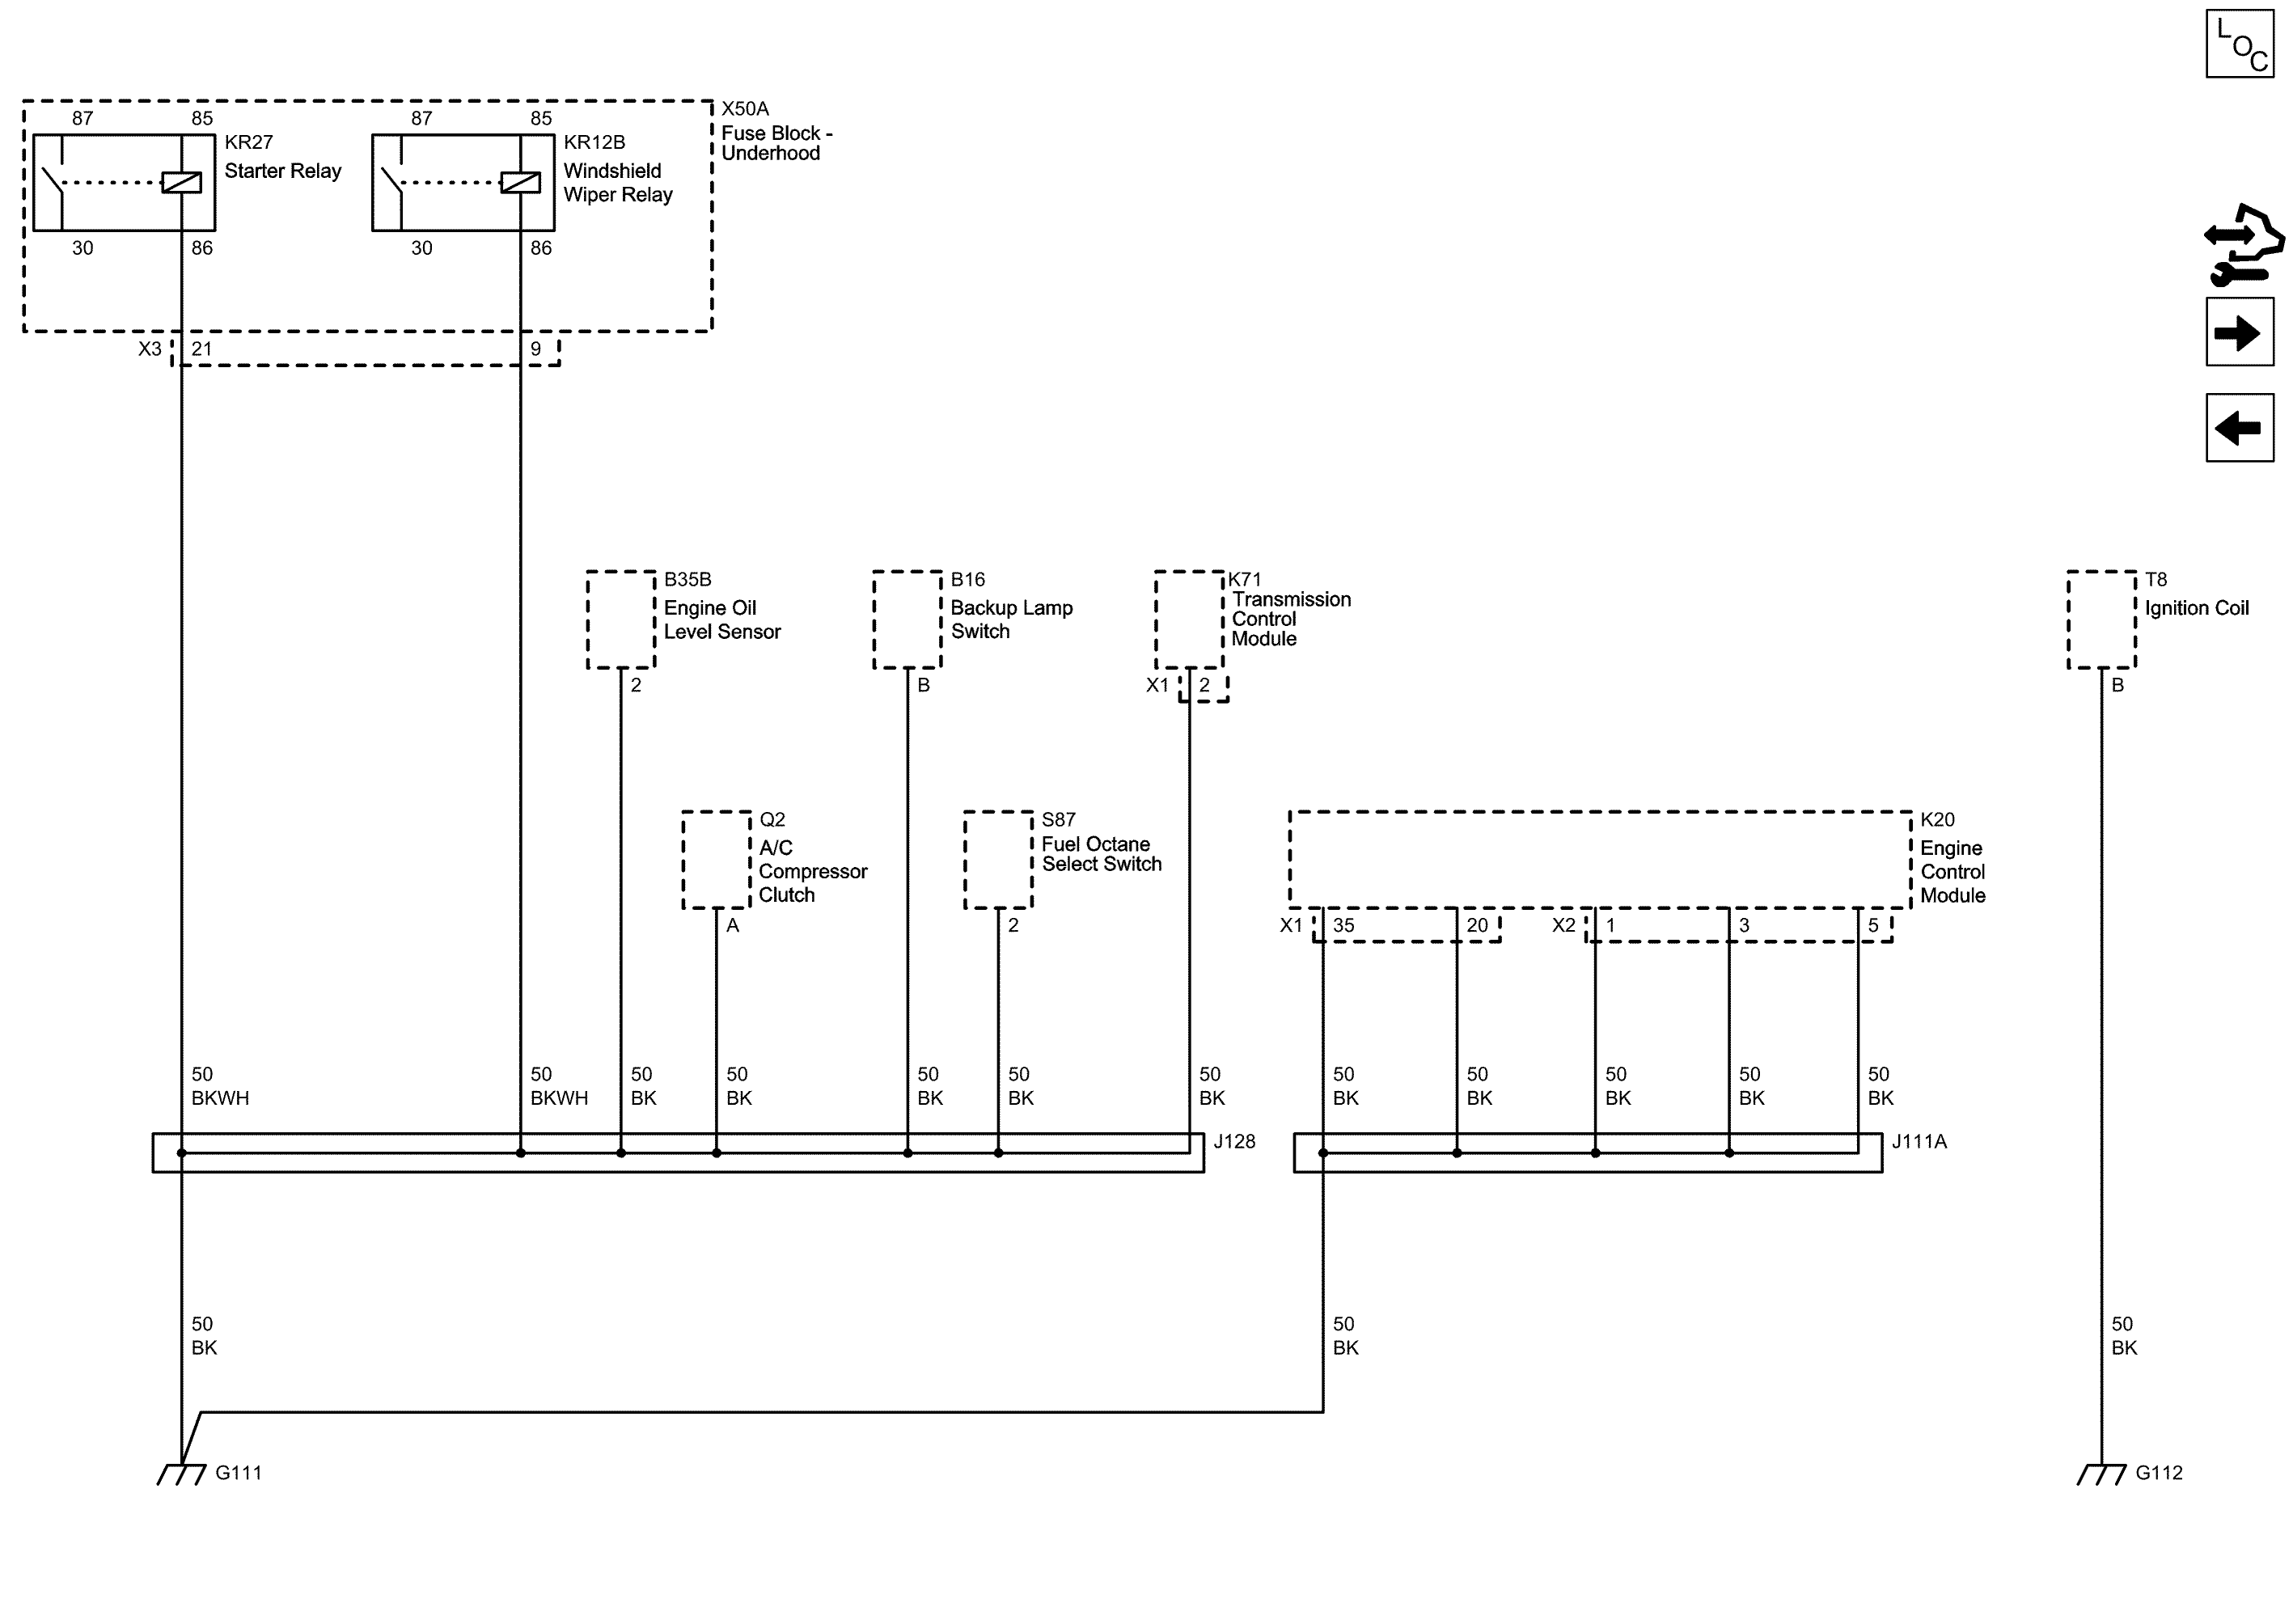 LOC
X50A
Fuse Block -
Underhood
87 85
KR27
Starter Relay
30 86
87 85
KR12B
Windshield
Wiper Relay
30 86
X3 21 9
B35B
Engine Oil
Level Sensor
2
B16
Backup Lamp
Switch
B
K71
Transmission
Control
Module
X1 2
T8
Ignition Coil
B
Q2
A/C
Compressor
Clutch
A
S87
Fuel Octane
Select Switch
2
K20
Engine
Control
Module
X1 35 20 X2 1 3 5
50 50 50 50 50 50 50 50 50 50 50 50
BKWH BKWH BK BK BK BK BK BK BK BK BK BK
J128 J111A
50 50 50
BK BK BK
G111 G112